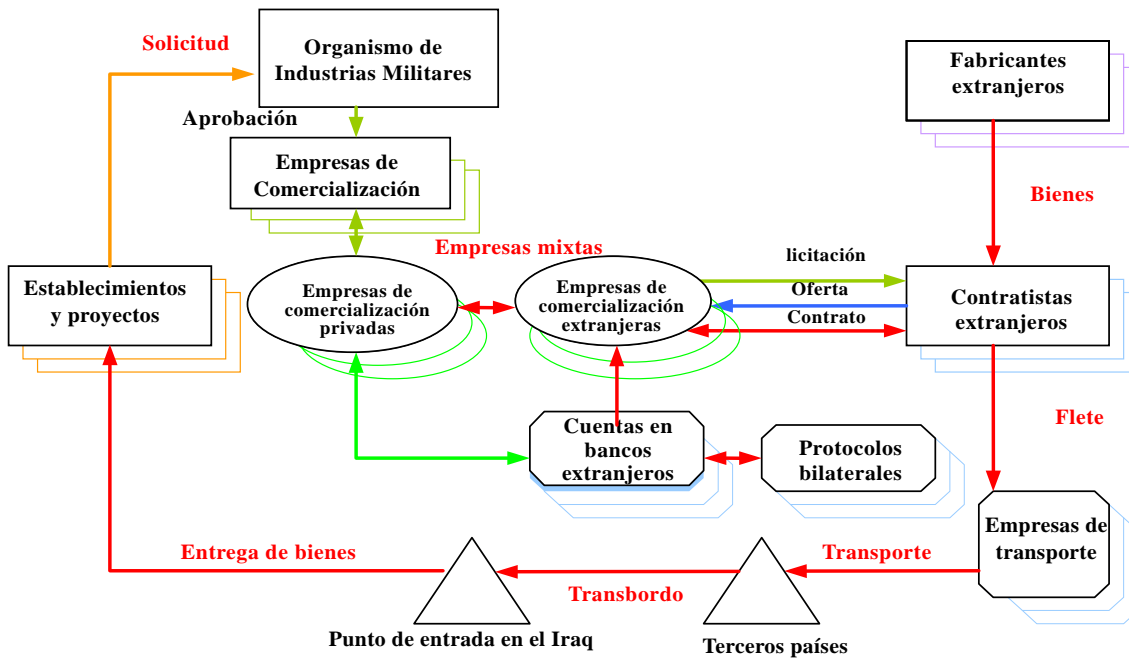 Solicitud
Organismo de
Industrias Militares
Fabricantes
extranjeros
Aprobación
Empresas de
Comercialización
Bienes
Empresas mixtas
licitación
Establecimientos
y proyectos
Empresas de
comercialización
privadas
Empresas de
comercialización
extranjeras
Oferta
Contrato
Contratistas
extranjeros
Flete
Cuentas en
bancos
extranjeros
Protocolos
bilaterales
Empresas de
transporte
Entrega de bienes
Transporte
Transbordo
Punto de entrada en el Iraq
Terceros países